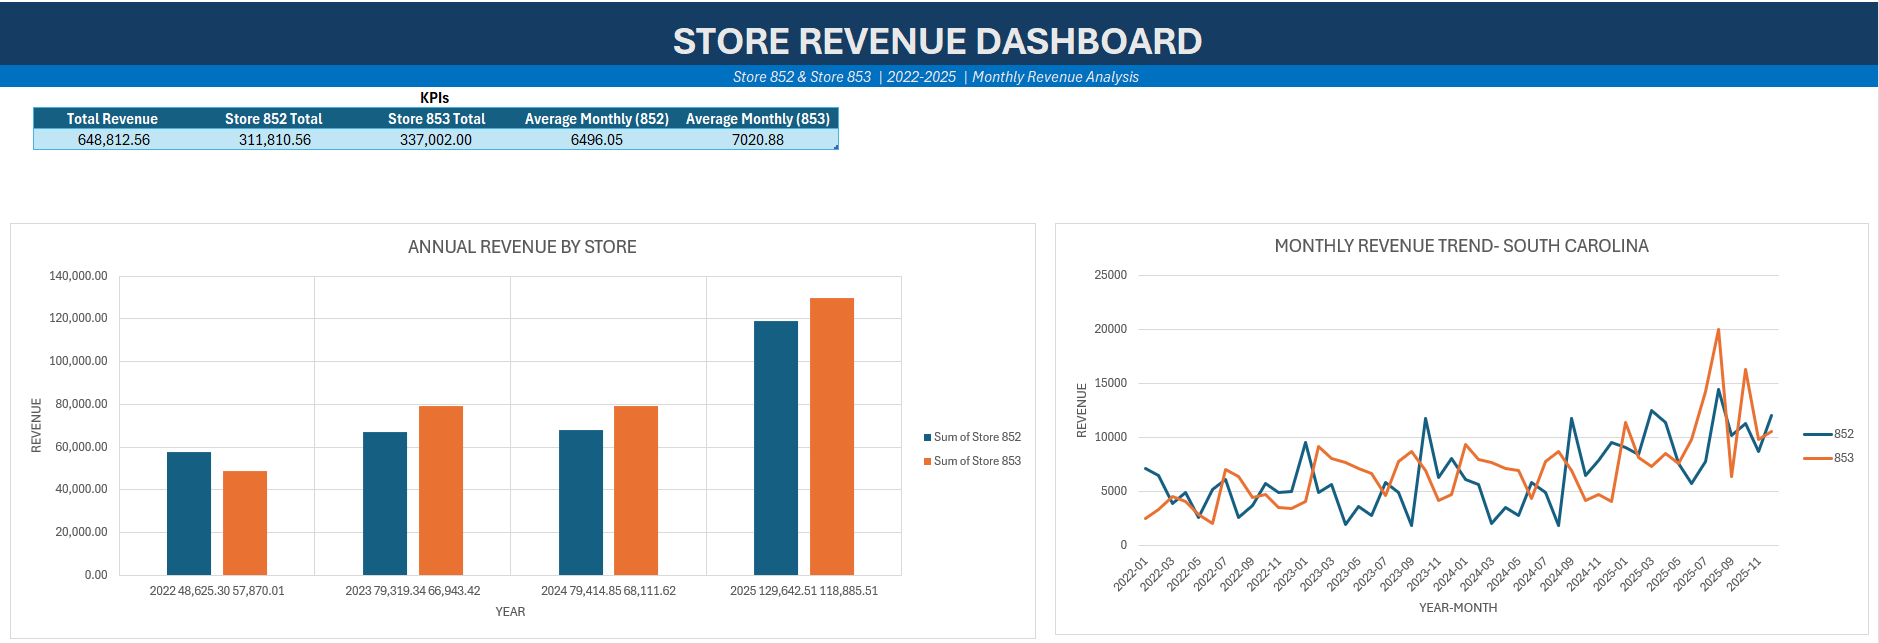 STORE REVENUE DASHBOARD
Store 852 & Store 853 | 2022-2025 | Monthly Revenue Analysis
KPIs
Total Revenue Store 852 Total Store 853 Total Average Monthly (852) Average Monthly (853)
648,812.56 311,810.56 337,002.00 6496.05 7020.88
ANNUAL REVENUE BY STORE
140,000.00
120,000.00
100,000.00
80,000.00
60,000.00
40,000.00
20,000.00
0.00
REVENUE
2022 48,625.30 57,870.01 2023 79,319.34 66,943.42 2024 79,414.85 68,111.62 2025 129,642.51 118,885.51
YEAR
Sum of Store 852
Sum of Store 853
MONTHLY REVENUE TREND- SOUTH CAROLINA
25000
20000
15000
10000
5000
0
REVENUE
2022-01 2022-03 2022-05 2022-07 2022-09 2022-11 2023-01 2023-03 2023-05 2023-07 2023-09 2023-11 2024-01 2024-03 2024-05 2024-07 2024-09 2024-11 2025-01 2025-03 2025-05 2025-07 2025-09 2025-11
YEAR-MONTH
852
853